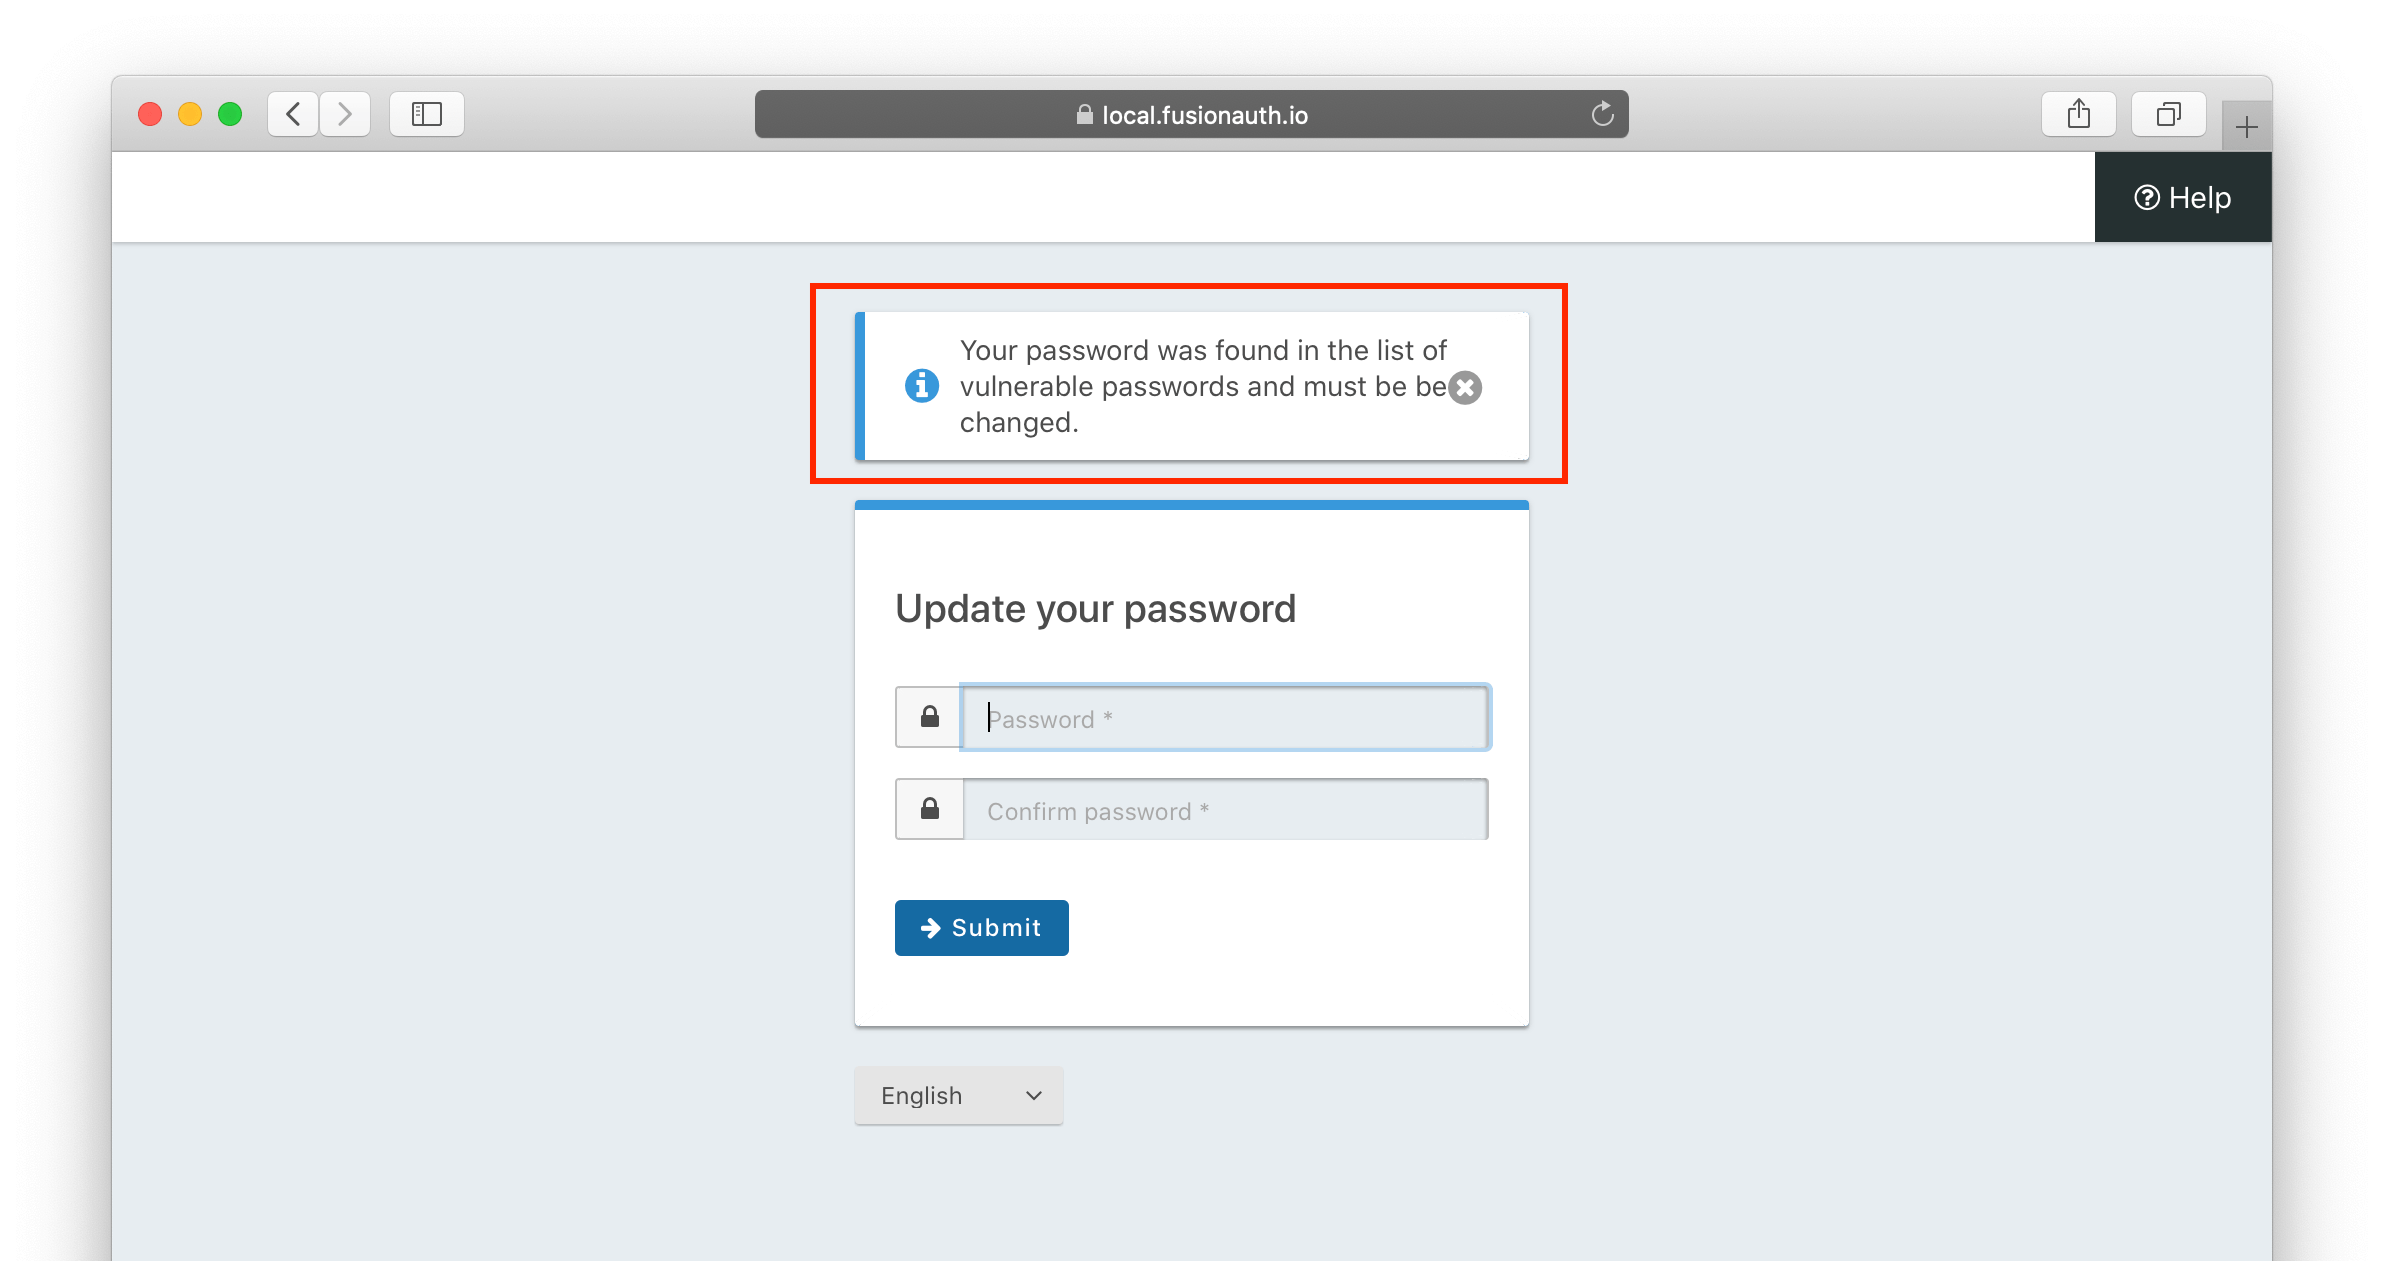 local.fusionauth.io
Help
Your password was found in the list of
vulnerable passwords and must be be
changed.
Update your password
Password *
Confirm password *
Submit
English